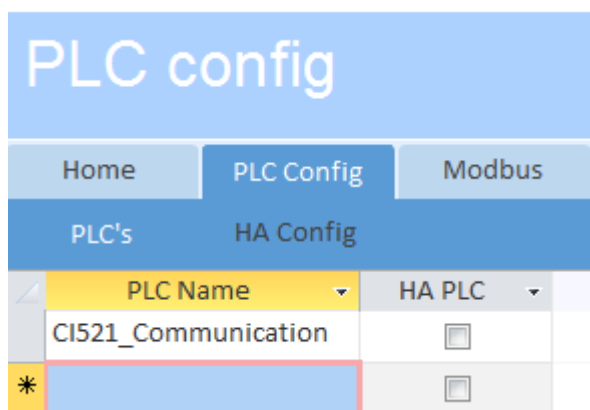 PLC config
Home PLC Config Modbus
PLC's HA Config
PLC Name HA PLC
CI521_Communication